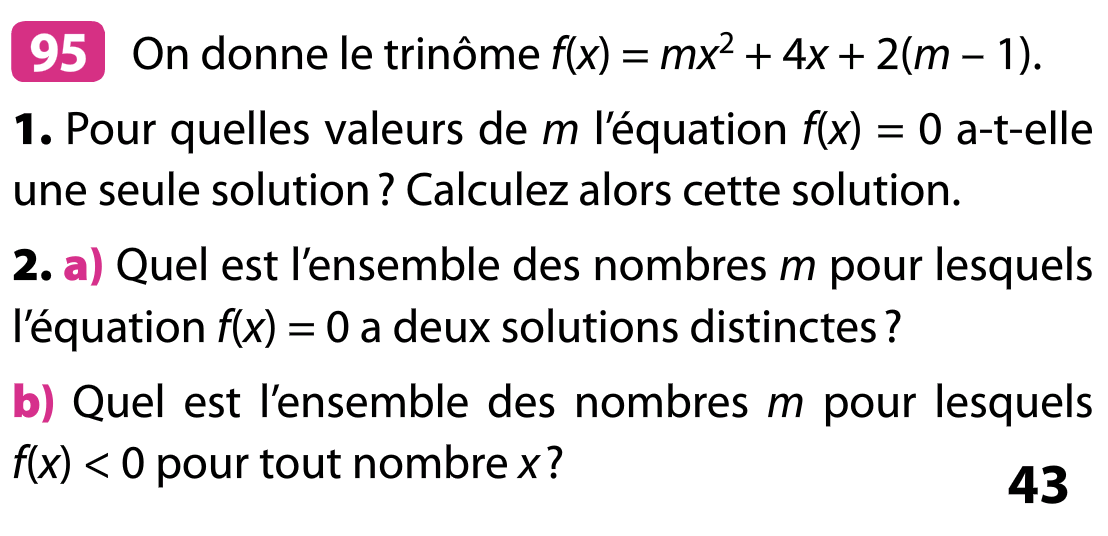 95 On donne le trinôme f(x) = mx² + 4x + 2(m – 1).
1. Pour quelles valeurs de m l’équation f(x) = 0 a-t-elle
une seule solution ? Calculez alors cette solution.
2. a) Quel est l’ensemble des nombres m pour lesquels
l’équation f(x) = 0 a deux solutions distinctes ?
b) Quel est l’ensemble des nombres m pour lesquels
f(x) < 0 pour tout nombre x ?
43